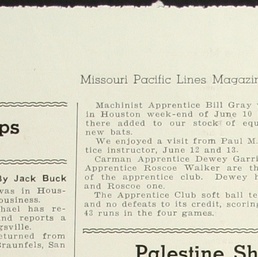 Missouri Pacific Lines Magazin
ps
By Jack Buck
was in Hous-
business.
hael has re-
and reports a
gsville.
eturned from
Braunfels, San
Machinist Apprentice Bill Gray
in Houston week-end of June 10
there added to our stock of equ
new bats.
We enjoyed a visit from Paul M.
tice instructor, June 12 and 13.
Carman Apprentice Dewey Garri
Apprentice Roscoe Walker are th
of the apprentice club. Dewey h
and Roscoe one.
The Apprentice Club soft ball te
and no defeats to its credit, scoring
43 runs in the four games.
Palestine Sh